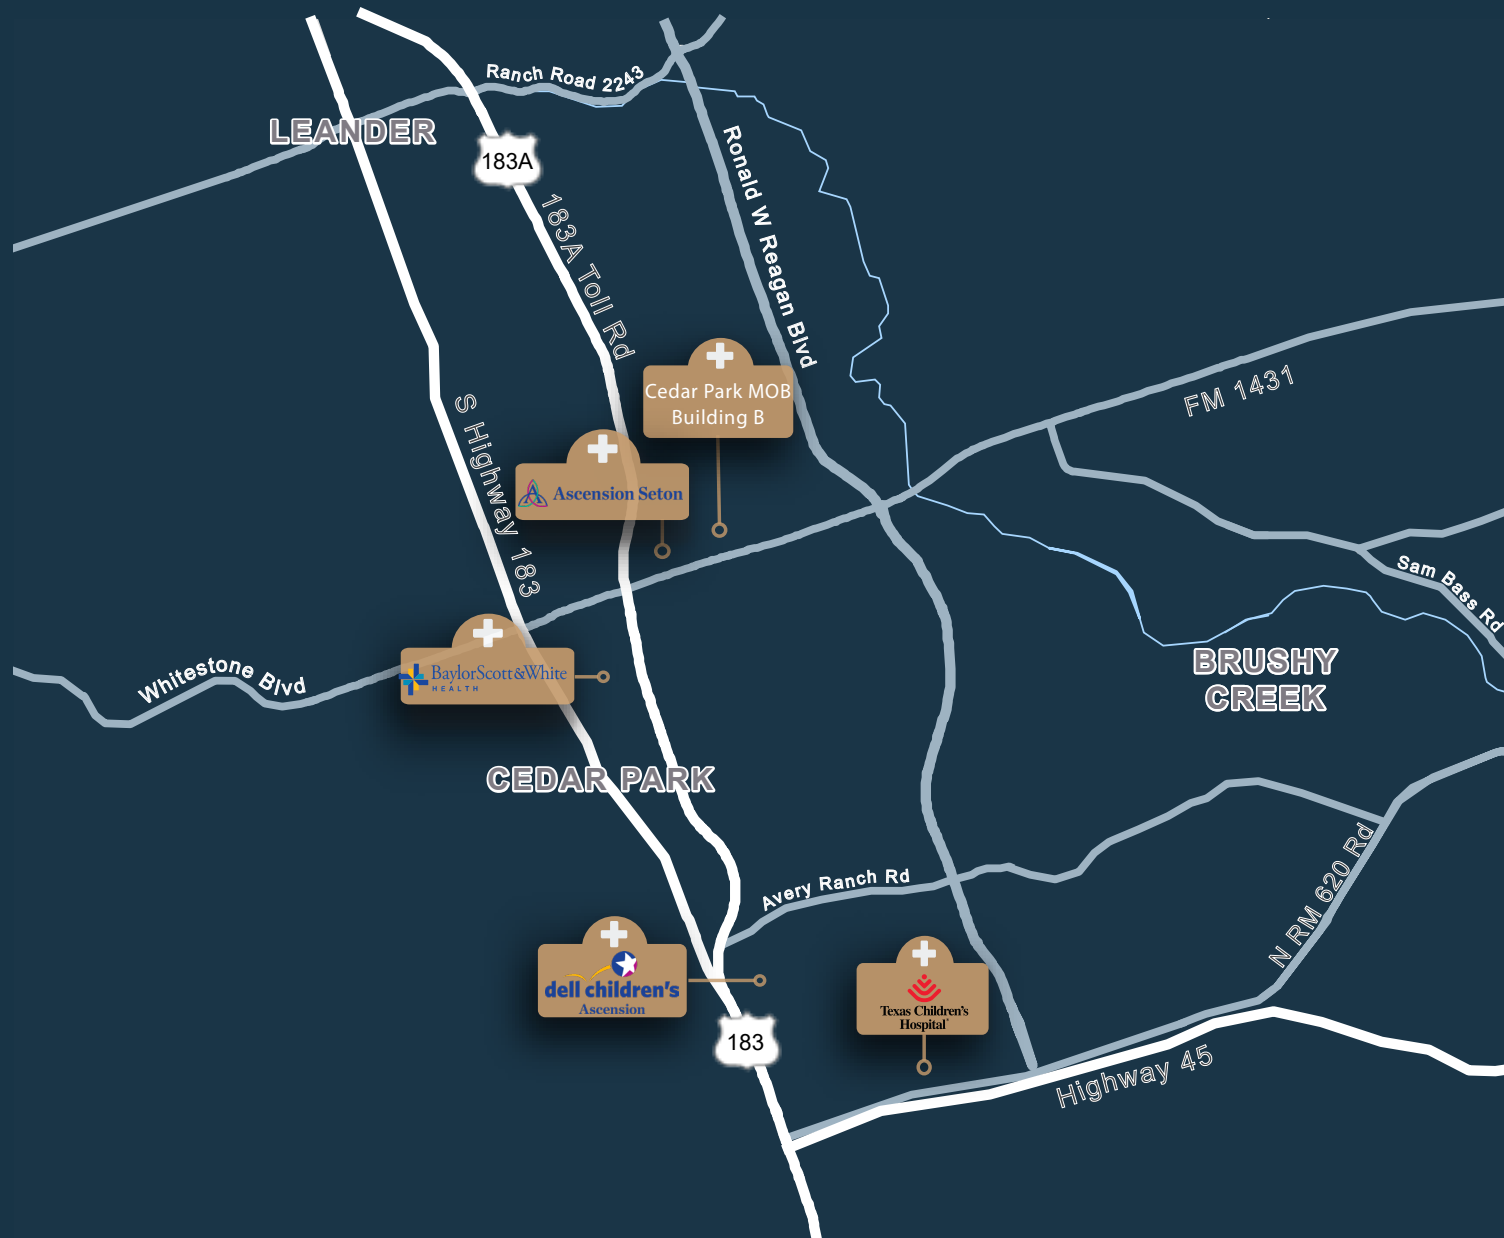 Ranch Road 2243
LEANDER
183A
183A Toll Rd
Ronald W Reagan Blvd
Cedar Park MOB
Building B
FM 1431
S Highway 183
Ascension Seton
Sam Bass Rd
BaylorScott&White
HEALTH
Whitestone Blvd
BRUSHY
CREEK
CEDAR PARK
Avery Ranch Rd
N RM 620 Rd
dell children's
Ascension
Texas Children's
Hospital
183
Highway 45